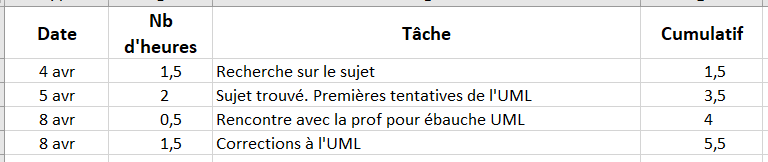 Date Nb d'heures Tâche Cumulatif
4 avr 1,5 Recherche sur le sujet 1,5
5 avr 2 Sujet trouvé. Premières tentatives de l'UML 3,5
8 avr 0,5 Rencontre avec la prof pour ébauche UML 4
8 avr 1,5 Corrections à l'UML 5,5